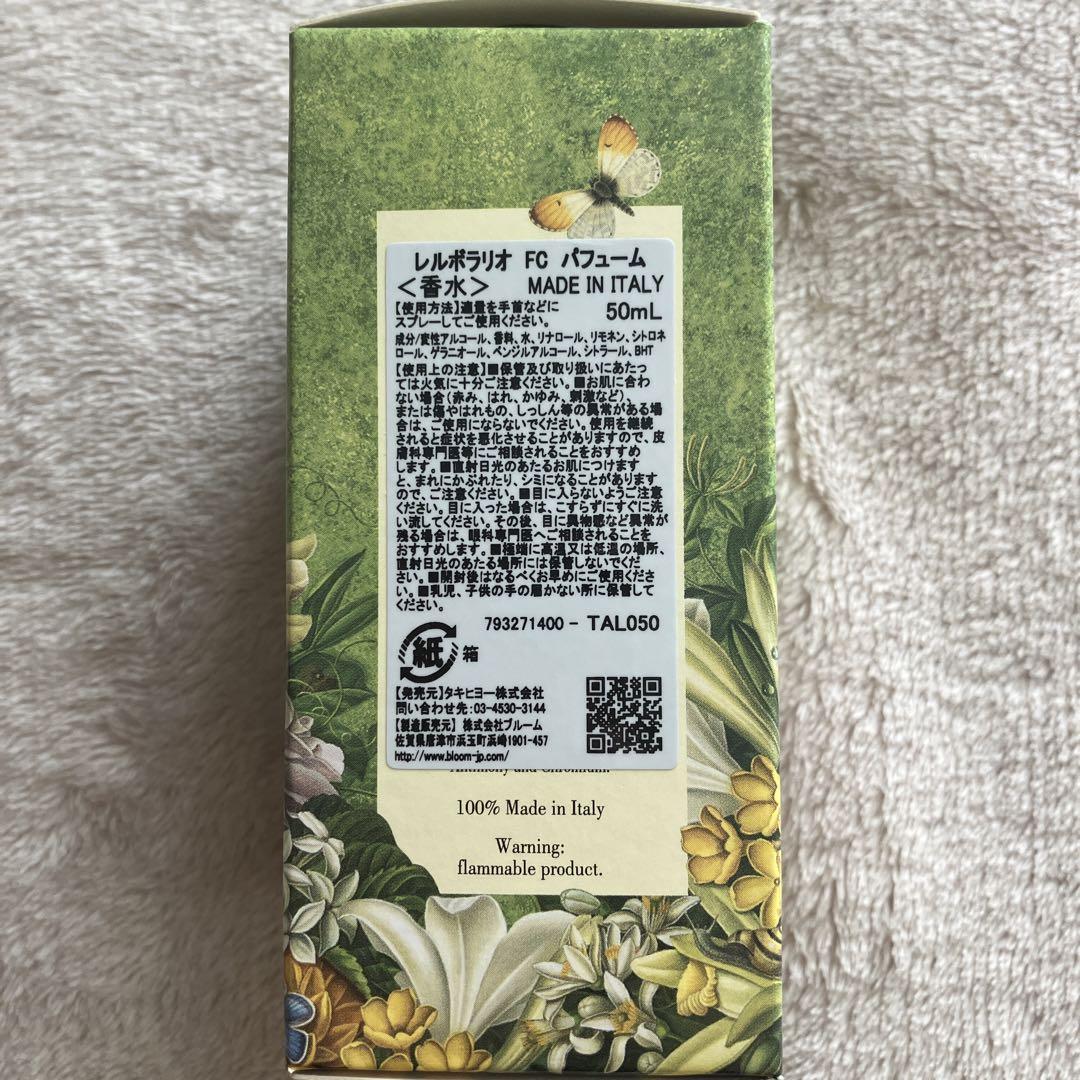 レルボラリオ FC パフューム
＜香水＞ MADE IN ITALY
【使用方法】適量を手首などに 50mL
スプレーしてご使用ください。
成分/変性アルコール、香料、水、リナロール、リモネン、シトロネ
ロール、ゲラニオール、ベンジルアルコール、シトラール、BHT
【使用上の注意】■保管及び取り扱いにあたっ
ては火気に十分ご注意ください。■お肌に合わ
ない場合(赤み、はれ、かゆみ、刺激など)、
または傷やはれもの、しっしん等の異常がある場
合は、ご使用にならないでください。使用を継続
されると症状を悪化させることがありますので、皮
膚科専門医等にご相談されることをおすすめ
します。■直射日光のあたるお肌につけます
と、まれにかぶれたり、シミになることがあります
ので、ご注意ください。■目に入らないようご注意
ください。目に入った場合は、こすらずにすぐに洗
い流してください。その後、目に異物感など異常が
残る場合は、眼科専門医へご相談されることを
おすすめします。■極端に高温又は低温の場所、
直射日光のあたる場所には保管しないでくだ
さい。■開封後はなるべくお早めにご使用くださ
い。■乳児、子供の手の届かない所に保管して
ください。
793271400 - TAL050
紙 箱
【発売元】タキヒヨー株式会社
問い合わせ先:03-4530-3144
【製造販売元】 株式会社ブルーム
佐賀県唐津市浜玉町浜崎1901-457
http://www.bloom-jp.com/
Antimony and Chromium.
100% Made in Italy
Warning:
flammable product.